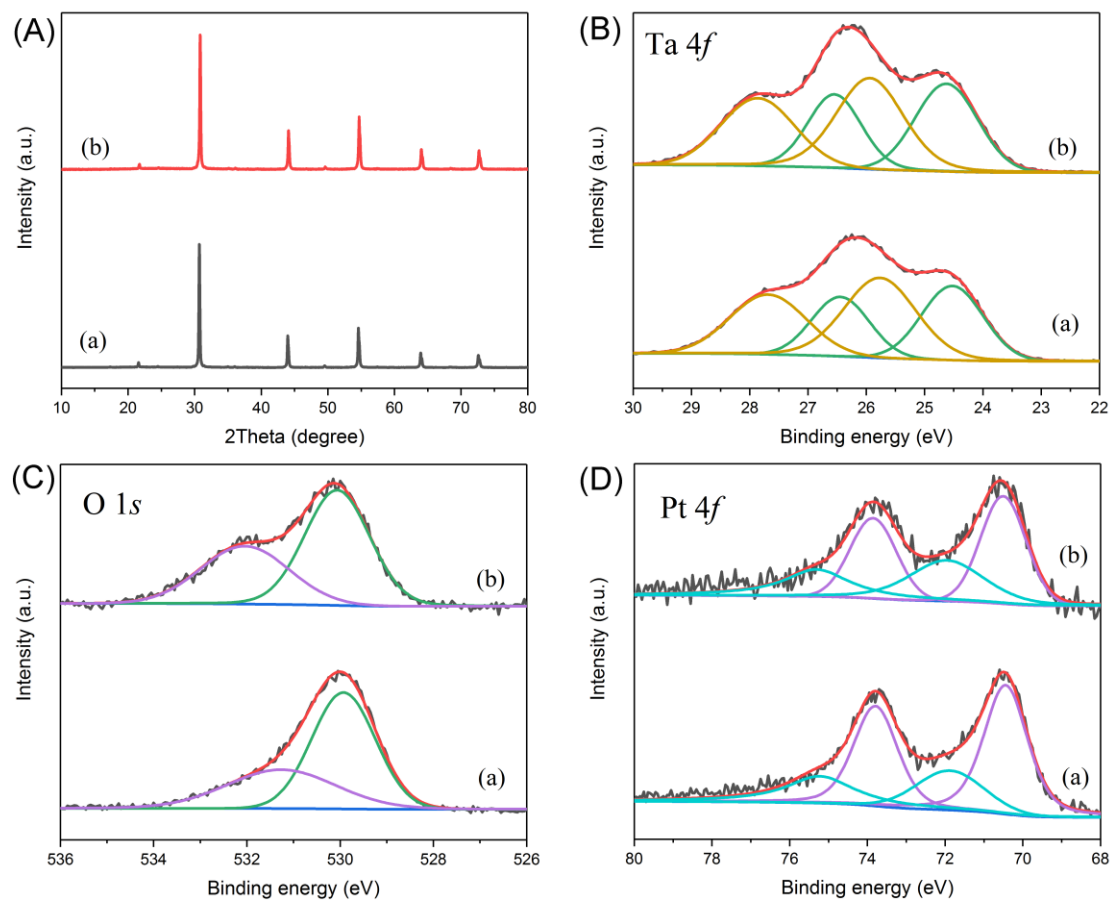 (A)
Intensity (a.u.)
(b)
(a)
10 20 30 40 50 60 70 80
2Theta (degree)
(B)
Ta 4f
Intensity (a.u.)
(b)
(a)
30 29 28 27 26 25 24 23 22
Binding energy (eV)
(C)
O 1s
Intensity (a.u.)
(b)
(a)
536 534 532 530 528 526
Binding energy (eV)
(D)
Pt 4f
Intensity (a.u.)
(b)
(a)
80 78 76 74 72 70 68
Binding energy (eV)